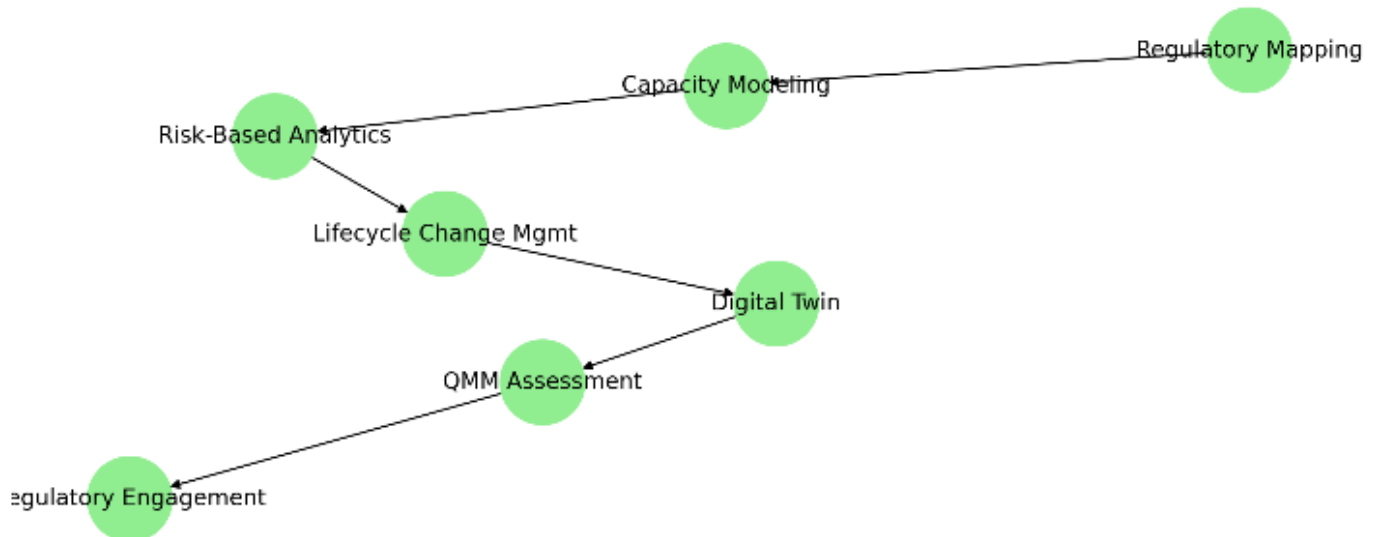 Regulatory Mapping
Capacity Modeling
Risk-Based Analytics
Lifecycle Change Mgmt
Digital Twin
QMM Assessment
egulatory Engagement